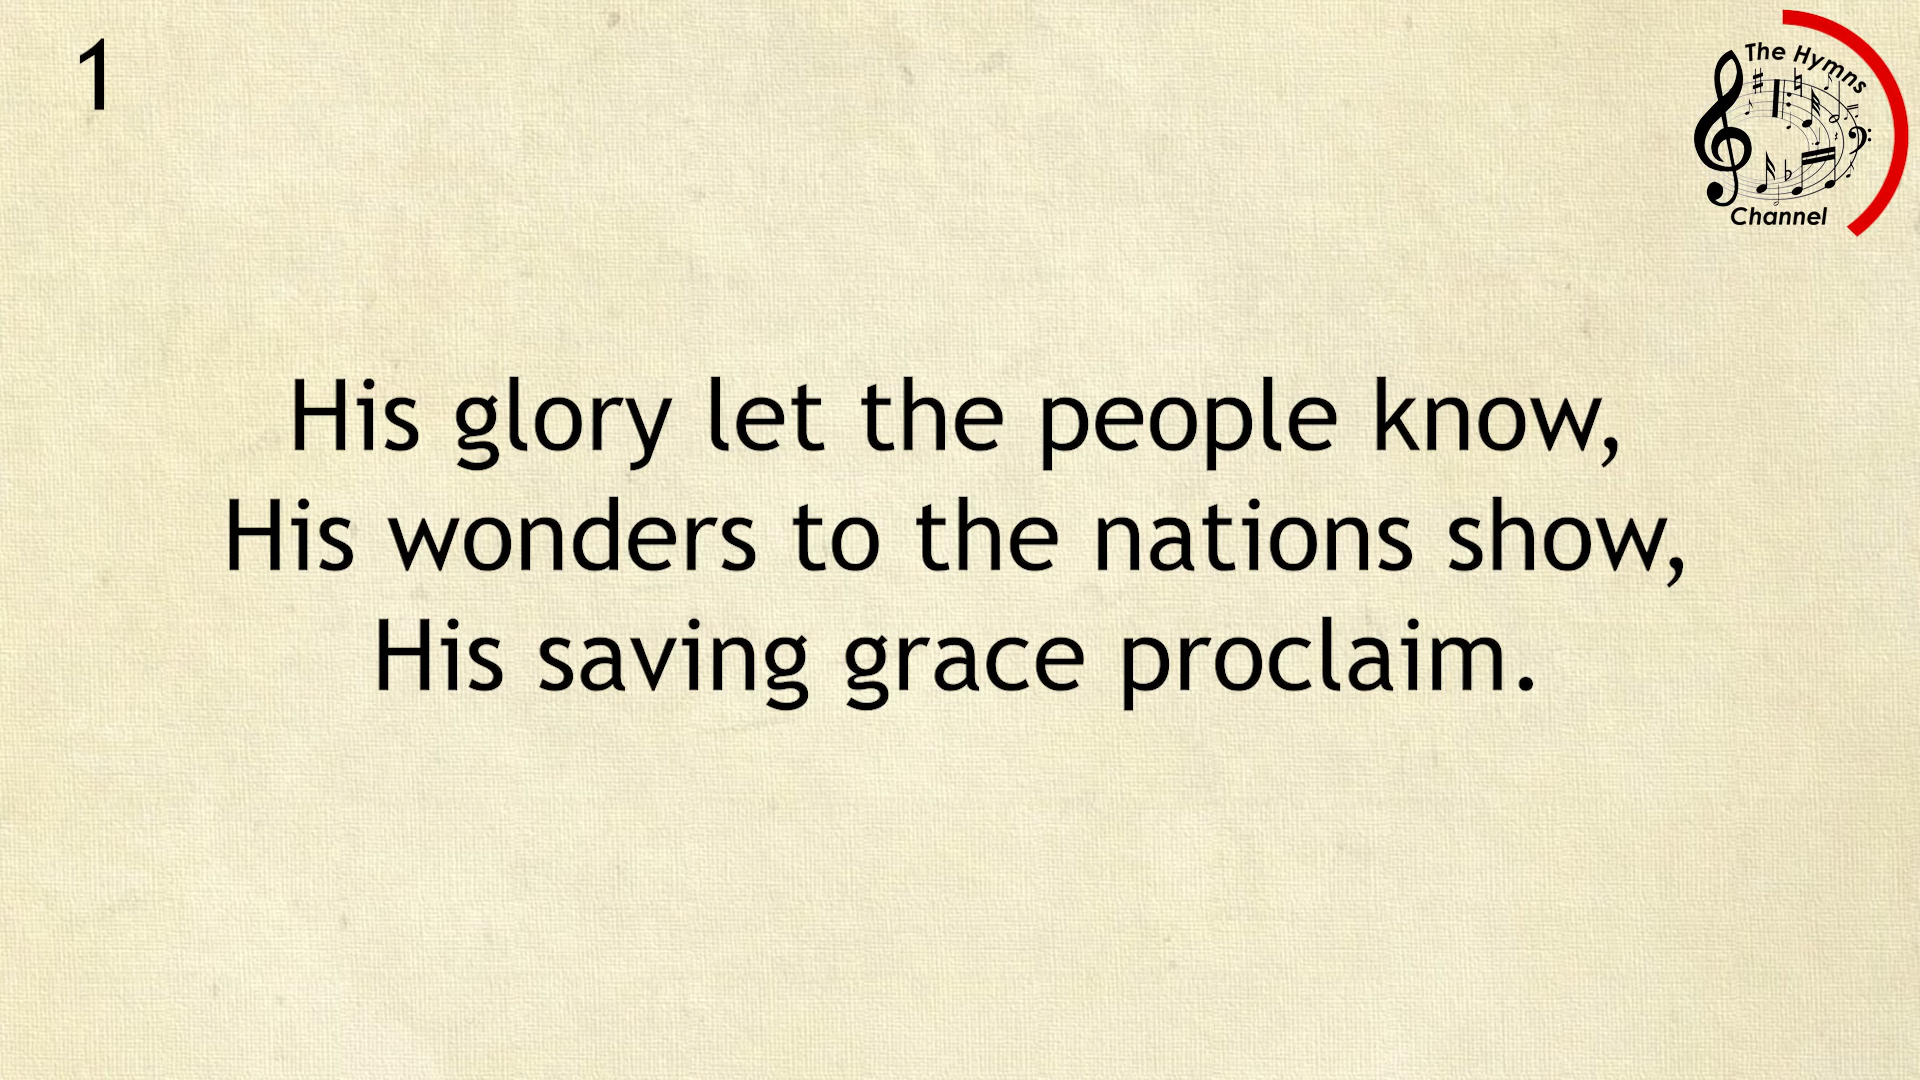 1
The Hymns
Channel
His glory let the people know,
His wonders to the nations show,
His saving grace proclaim.